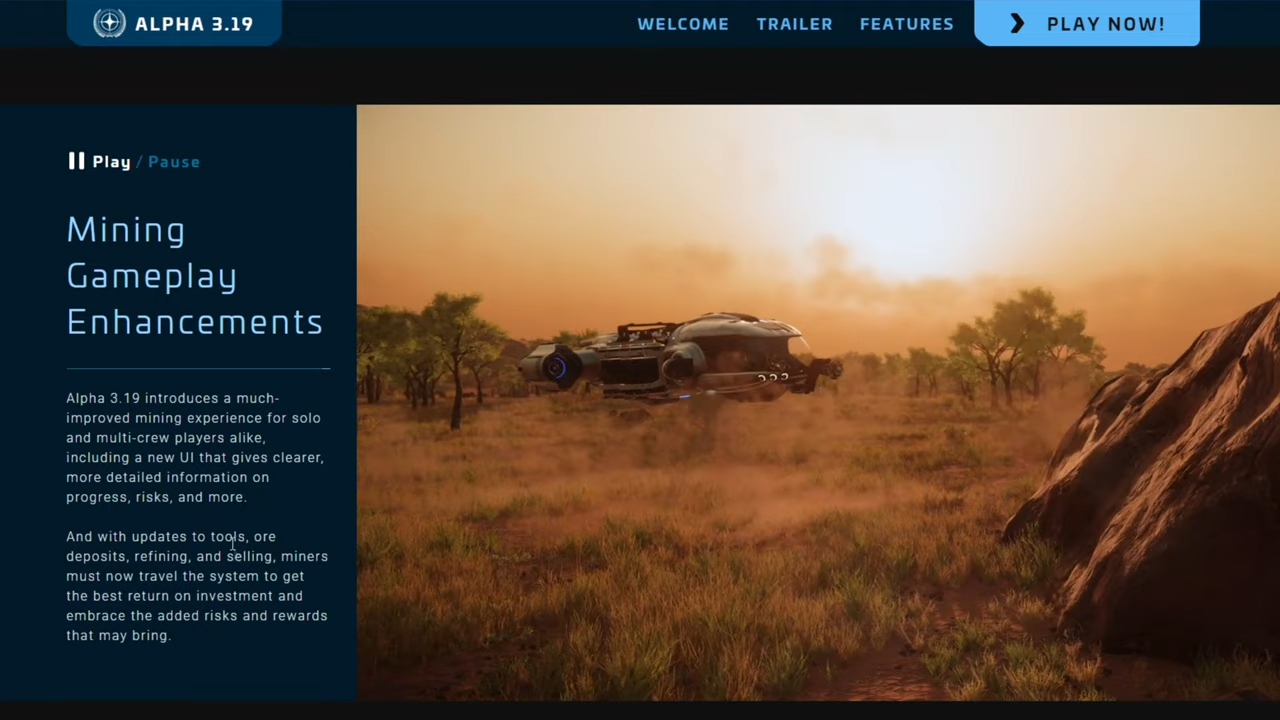 ALPHA 3.19
WELCOME TRAILER FEATURES PLAY NOW!
Play / Pause
Mining
Gameplay
Enhancements
Alpha 3.19 introduces a much-
improved mining experience for solo
and multi-crew players alike,
including a new UI that gives clearer,
more detailed information on
progress, risks, and more.
And with updates to tools, ore
deposits, refining, and selling, miners
must now travel the system to get
the best return on investment and
embrace the added risks and rewards
that may bring.